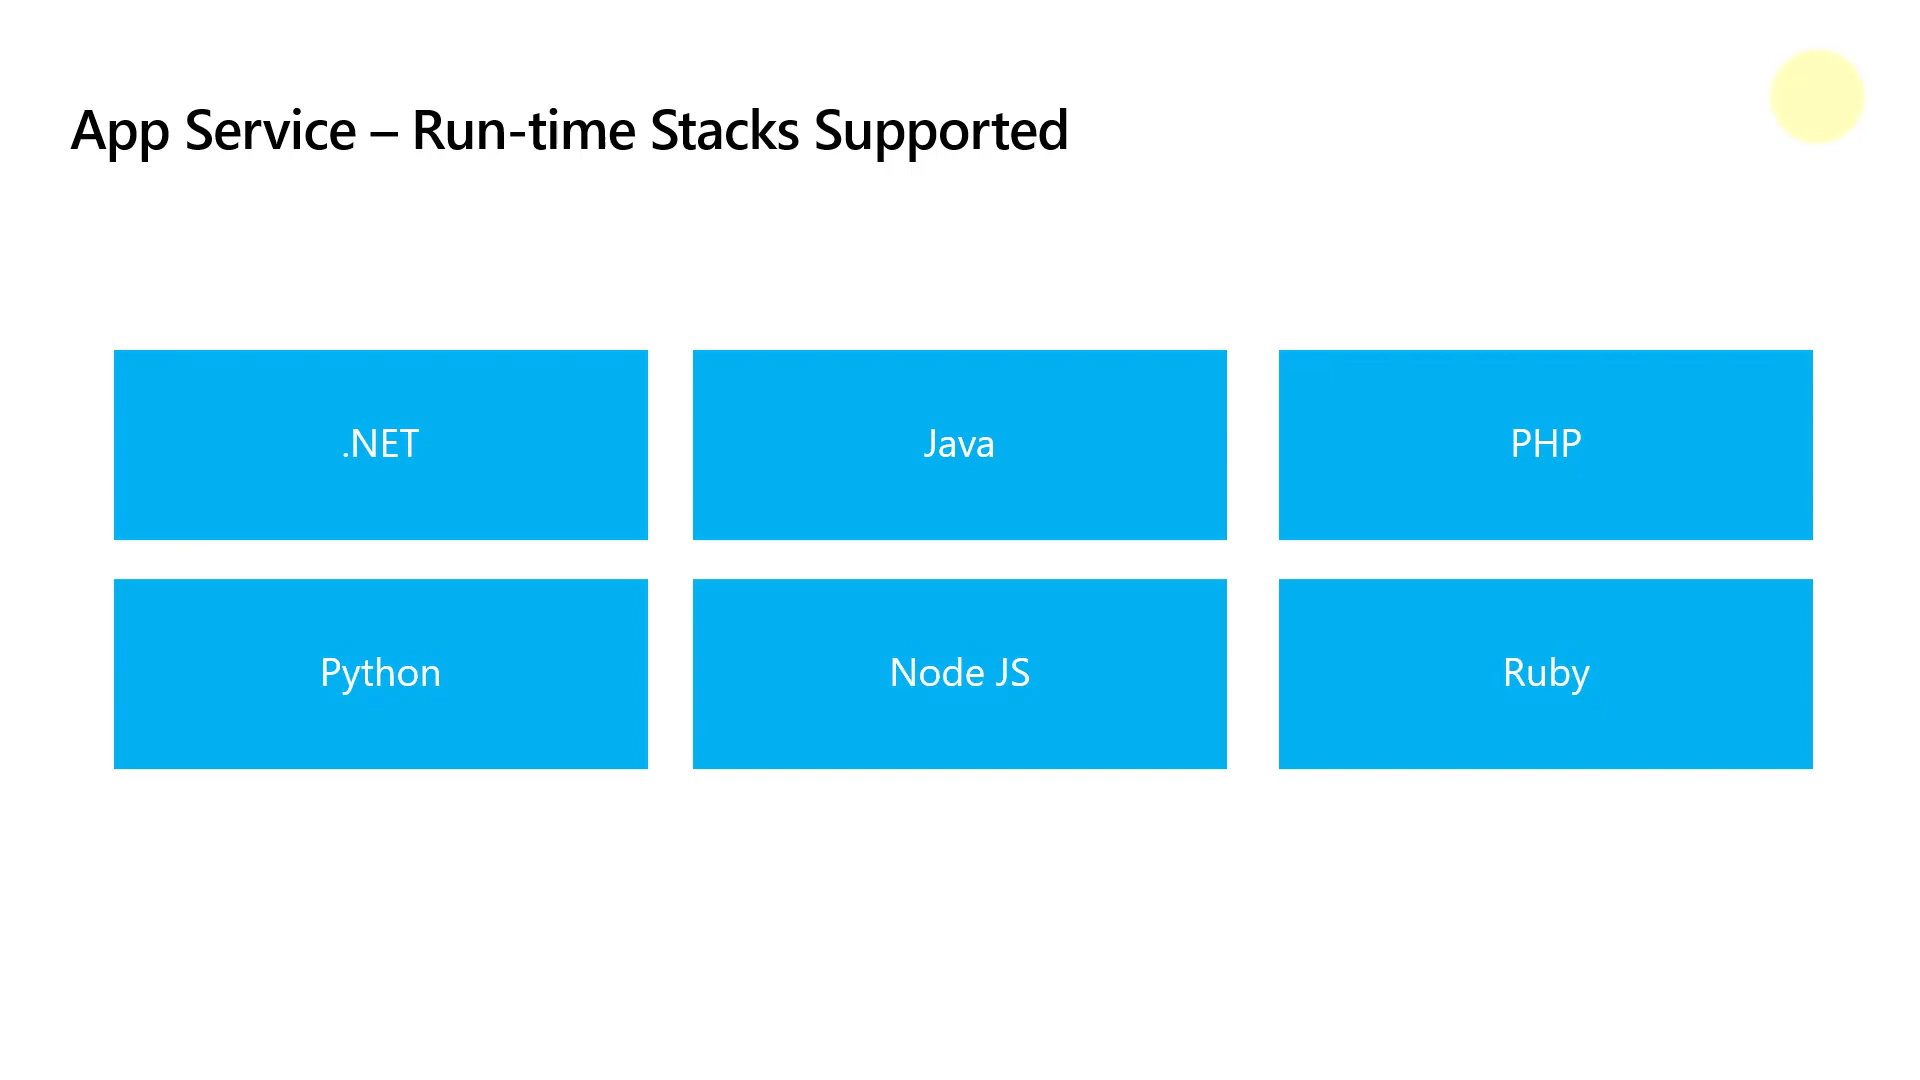 App Service – Run-time Stacks Supported
.NET
Java
PHP
Python
Node JS
Ruby